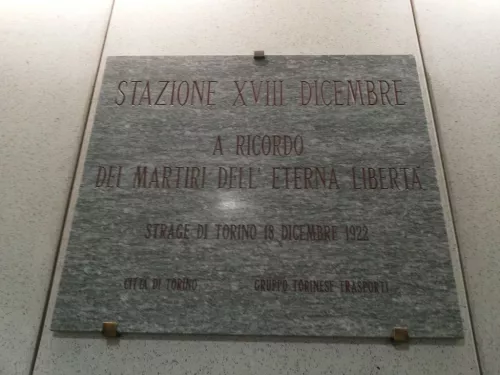 STAZIONE XVIII DICEMBRE
A RICORDO
DEI MARTIRI DELL' ETERNA LIBERTÀ
STRAGE DI TORINO 18 DICEMBRE 1922
CITTÀ DI TORINO GRUPPO TORINESE TRASPORTI